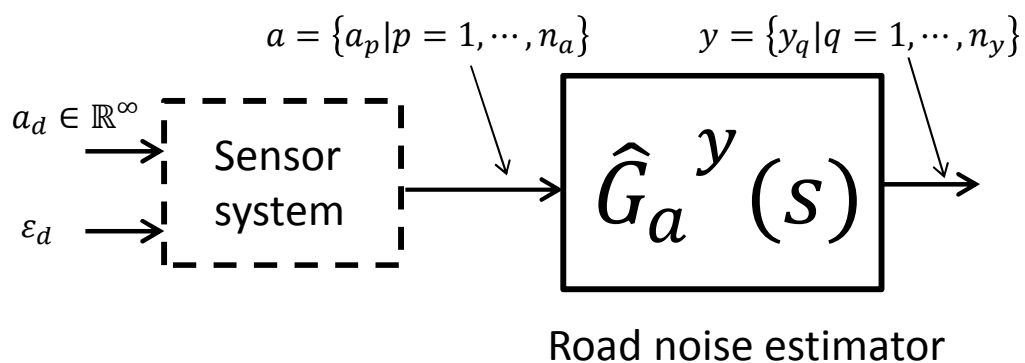 a = {a_p|p = 1, ⋯, n_a}
y = {y_q|q = 1, ⋯, n_y}
a_d ∈ ℝ^∞
ε_d
Sensor
system
Ĝ_a^y(s)
Road noise estimator